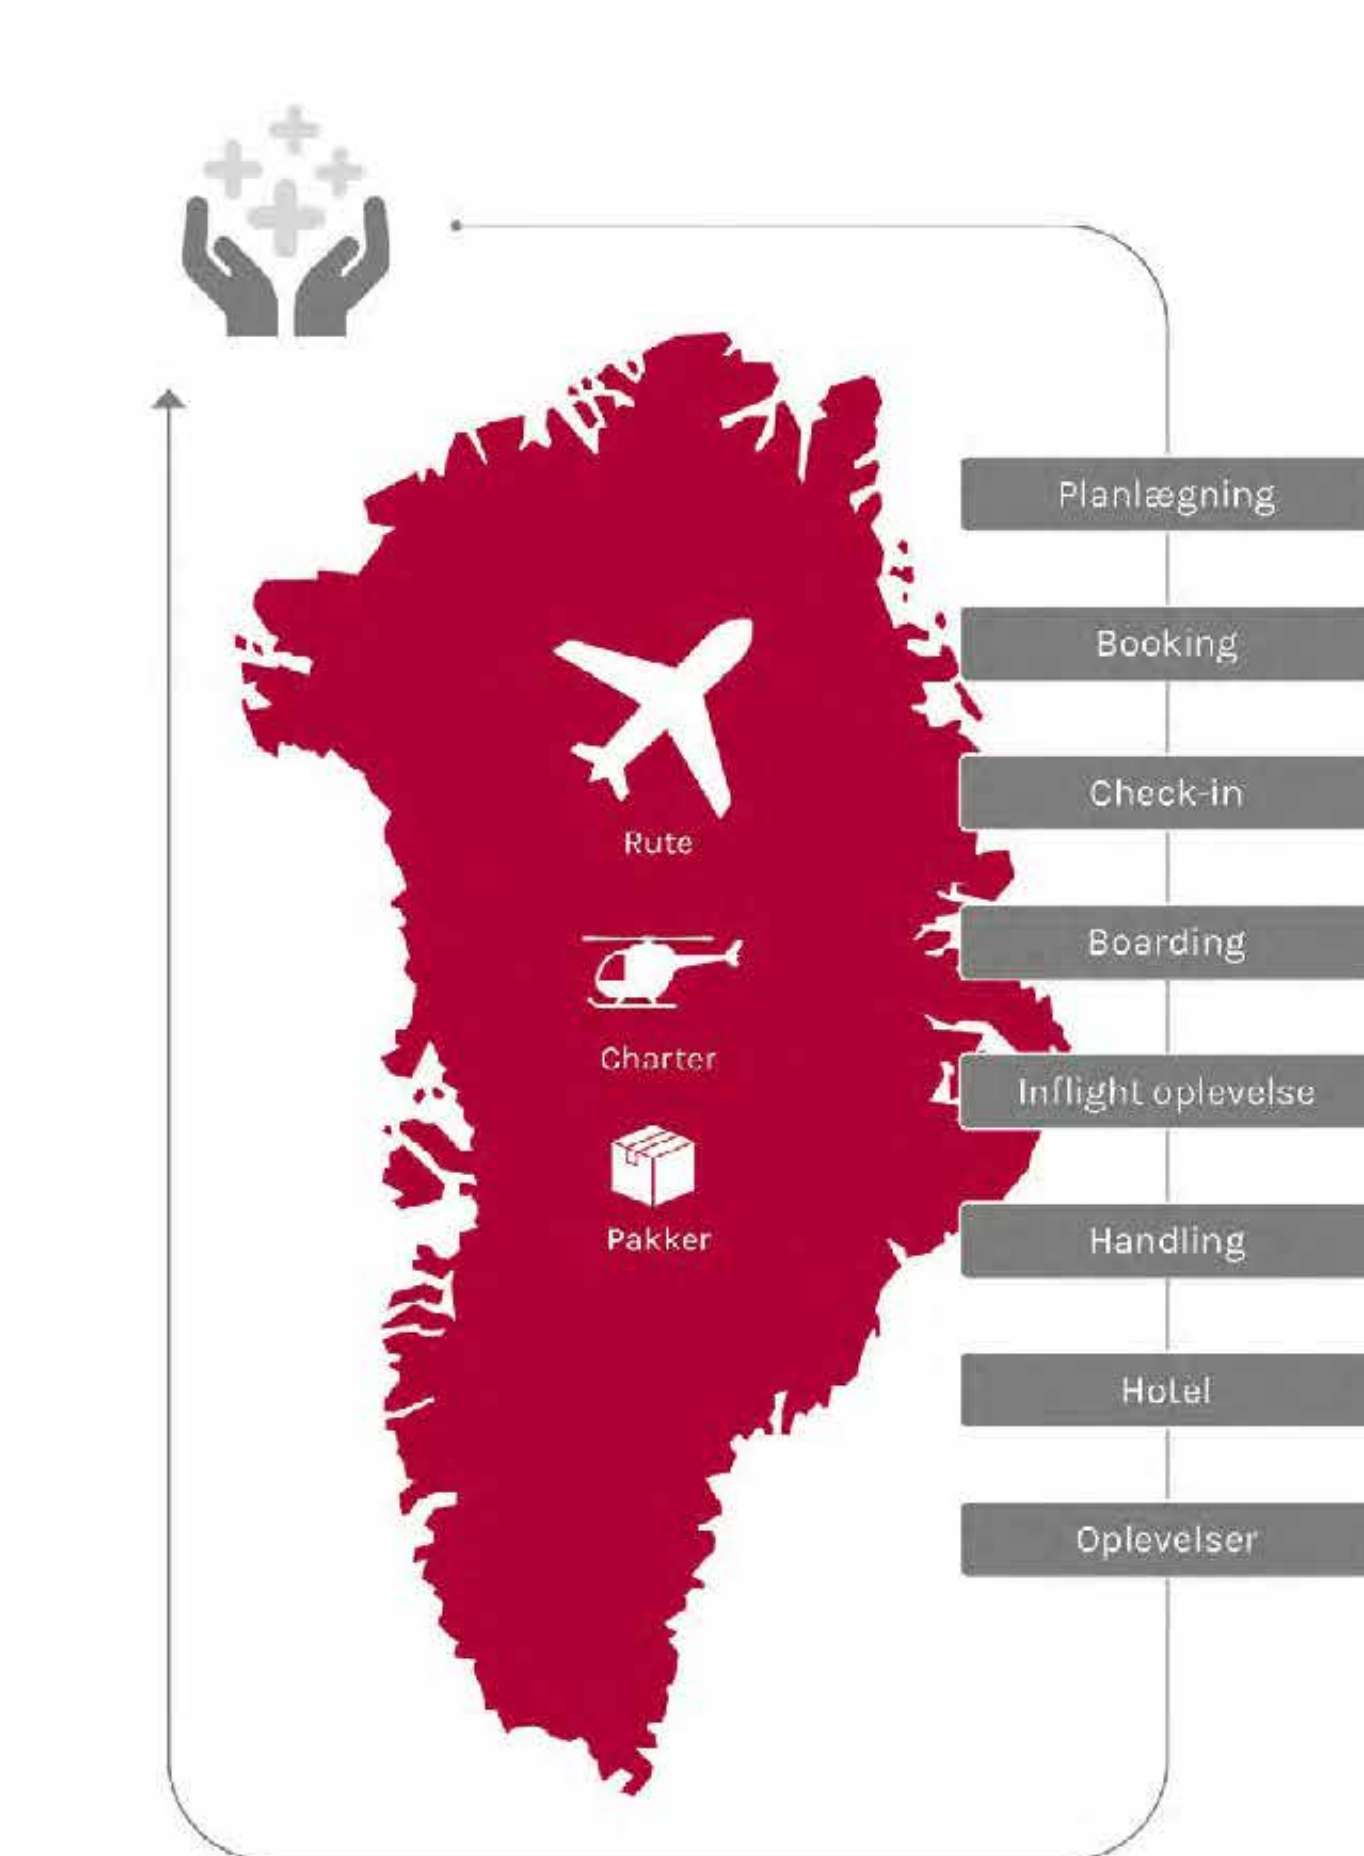 Planlægning
Booking
Check-in
Boarding
Inflight oplevelse
Handling
Hotel
Oplevelser
Rute
Charter
Pakker